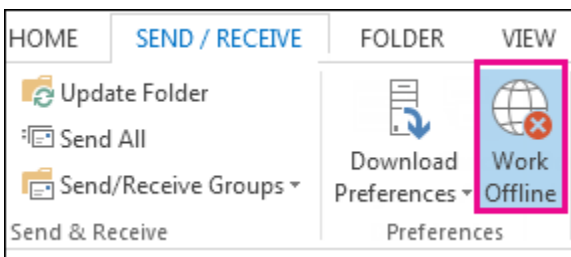 HOME SEND / RECEIVE FOLDER VIEW
Update Folder
Send All
Send/Receive Groups
Send & Receive
Download
Preferences
Work
Offline
Preferences